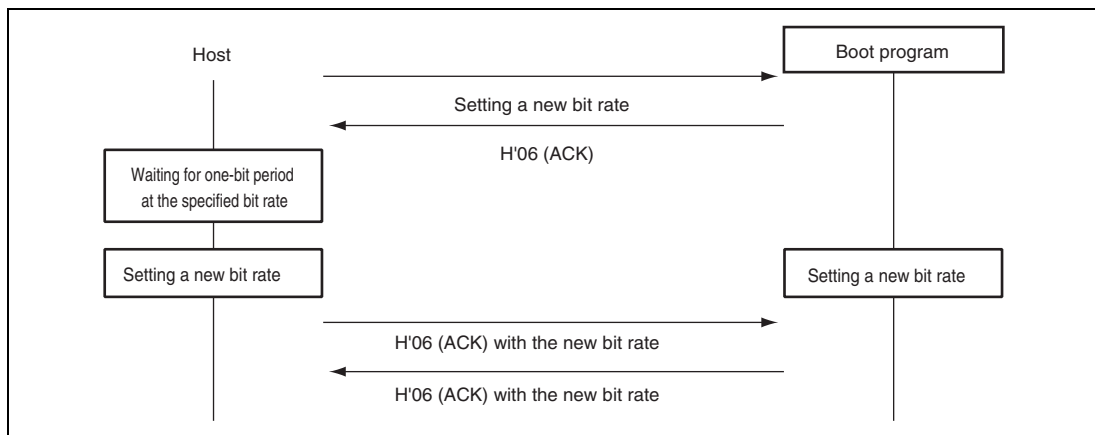 Host
Boot program
Setting a new bit rate
H'06 (ACK)
Waiting for one-bit period
at the specified bit rate
Setting a new bit rate
Setting a new bit rate
H'06 (ACK) with the new bit rate
H'06 (ACK) with the new bit rate